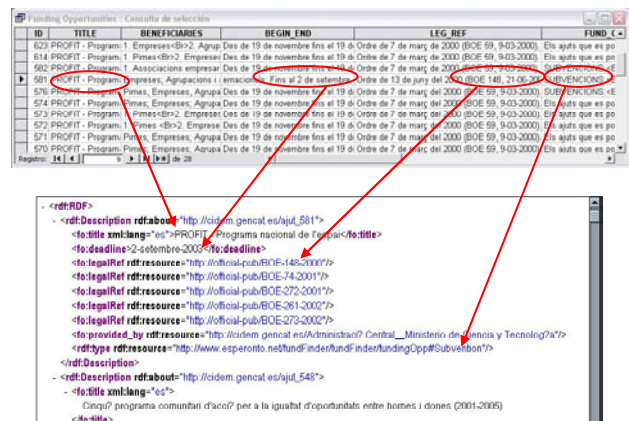 Funding Opportunities : Consulta de selección
ID TITLE BENEFICIARIES BEGIN_END LEG_REF FUND_
623 PROFIT - Program 1. Empreses<Br>2. Agrup Des de 19 de novembre fins el 19 d Ordre de 7 de març de 2000 (BOE 59, 9-03-2000). Els ajuts que es po
614 PROFIT - Program 1. Pimes<Br>2. Empreses Des de 19 de novembre fins el 19 d Ordre de 7 de març de 2000 (BOE 59, 9-03-2000). Els ajuts que es po
582 PROFIT - Program 1. Associacions empresar Des de 19 de novembre fins el 19 d Ordre de 7 de març de 2000 (BOE 59, 9-03-2000). Els ajuts que es po
581 PROFIT - Program Empreses; Agrupacions i Fins al 2 de setembre Ordre de 13 de juny del 2000 (BOE 148, 21-06-200 SUBVENCIONS
576 PROFIT - Program Pimes; Empreses; Agrupa Des de 19 de novembre fins el 19 d Ordre de 7 de març del 2000 (BOE 59, 9-03-2000). SUBVENCIONS <E
574 PROFIT - Program Pimes; Empreses; Agrupa Des de 19 de novembre fins el 19 d Ordre de 7 de març del 2000 (BOE 59, 9-03-2000). Els ajuts que es po
573 PROFIT - Program 1. Pimes<Br>2. Empreses Des de 19 de novembre fins el 19 d Ordre de 7 de març del 2000 (BOE 59, 9-03-2000). Els ajuts que es po
572 PROFIT - Program 1. Pimes <Br>2. Empreses Des de 19 de novembre fins el 19 d Ordre de 7 de març del 2000 (BOE 59, 9-03-2000). Els ajuts que es po
571 PROFIT - Program Pimes; Empreses; Agrupa Des de 19 de novembre fins el 19 d Ordre de 7 de març del 2000 (BOE 59, 9-03-2000). Els ajuts que es po
570 PROFIT - Program Pimes; Empreses; Agrupa Des de 19 de novembre fins el 19 d Ordre de 7 de març del 2000 (BOE 59, 9-03-2000). Els ajuts que es po
Registro: 9 de 28
- <rdf:RDF>
- <rdf:Description rdf:about="http://cidem.gencat.es/ajut_581">
<fo:title xml:lang="es">PROFIT - Programa nacional de l'espai</fo:title>
<fo:deadline>2-setembre-2003</fo:deadline>
<fo:legalRef rdf:resource="http://official-pub/BOE-148-2000"/>
<fo:legalRef rdf:resource="http://official-pub/BOE-74-2001"/>
<fo:legalRef rdf:resource="http://official-pub/BOE-272-2001"/>
<fo:legalRef rdf:resource="http://official-pub/BOE-261-2002"/>
<fo:legalRef rdf:resource="http://official-pub/BOE-273-2002"/>
<fo:provided_by rdf:resource="http://cidem.gencat.es/Administraci? Central__Ministerio de Ciencia y Tecnolog?a"/>
<rdf:type rdf:resource="http://www.esperonto.net/fundFinder/fundFinder/fundingOpp#Subvention"/>
</rdf:Description>
- <rdf:Description rdf:about="http://cidem.gencat.es/ajut_548">
- <fo:title xml:lang="es">
Cinqu? programa comunitari d'acci? per a la igualtat d'oportunitats entre homes i dones (2001-2005)
</fo:title>